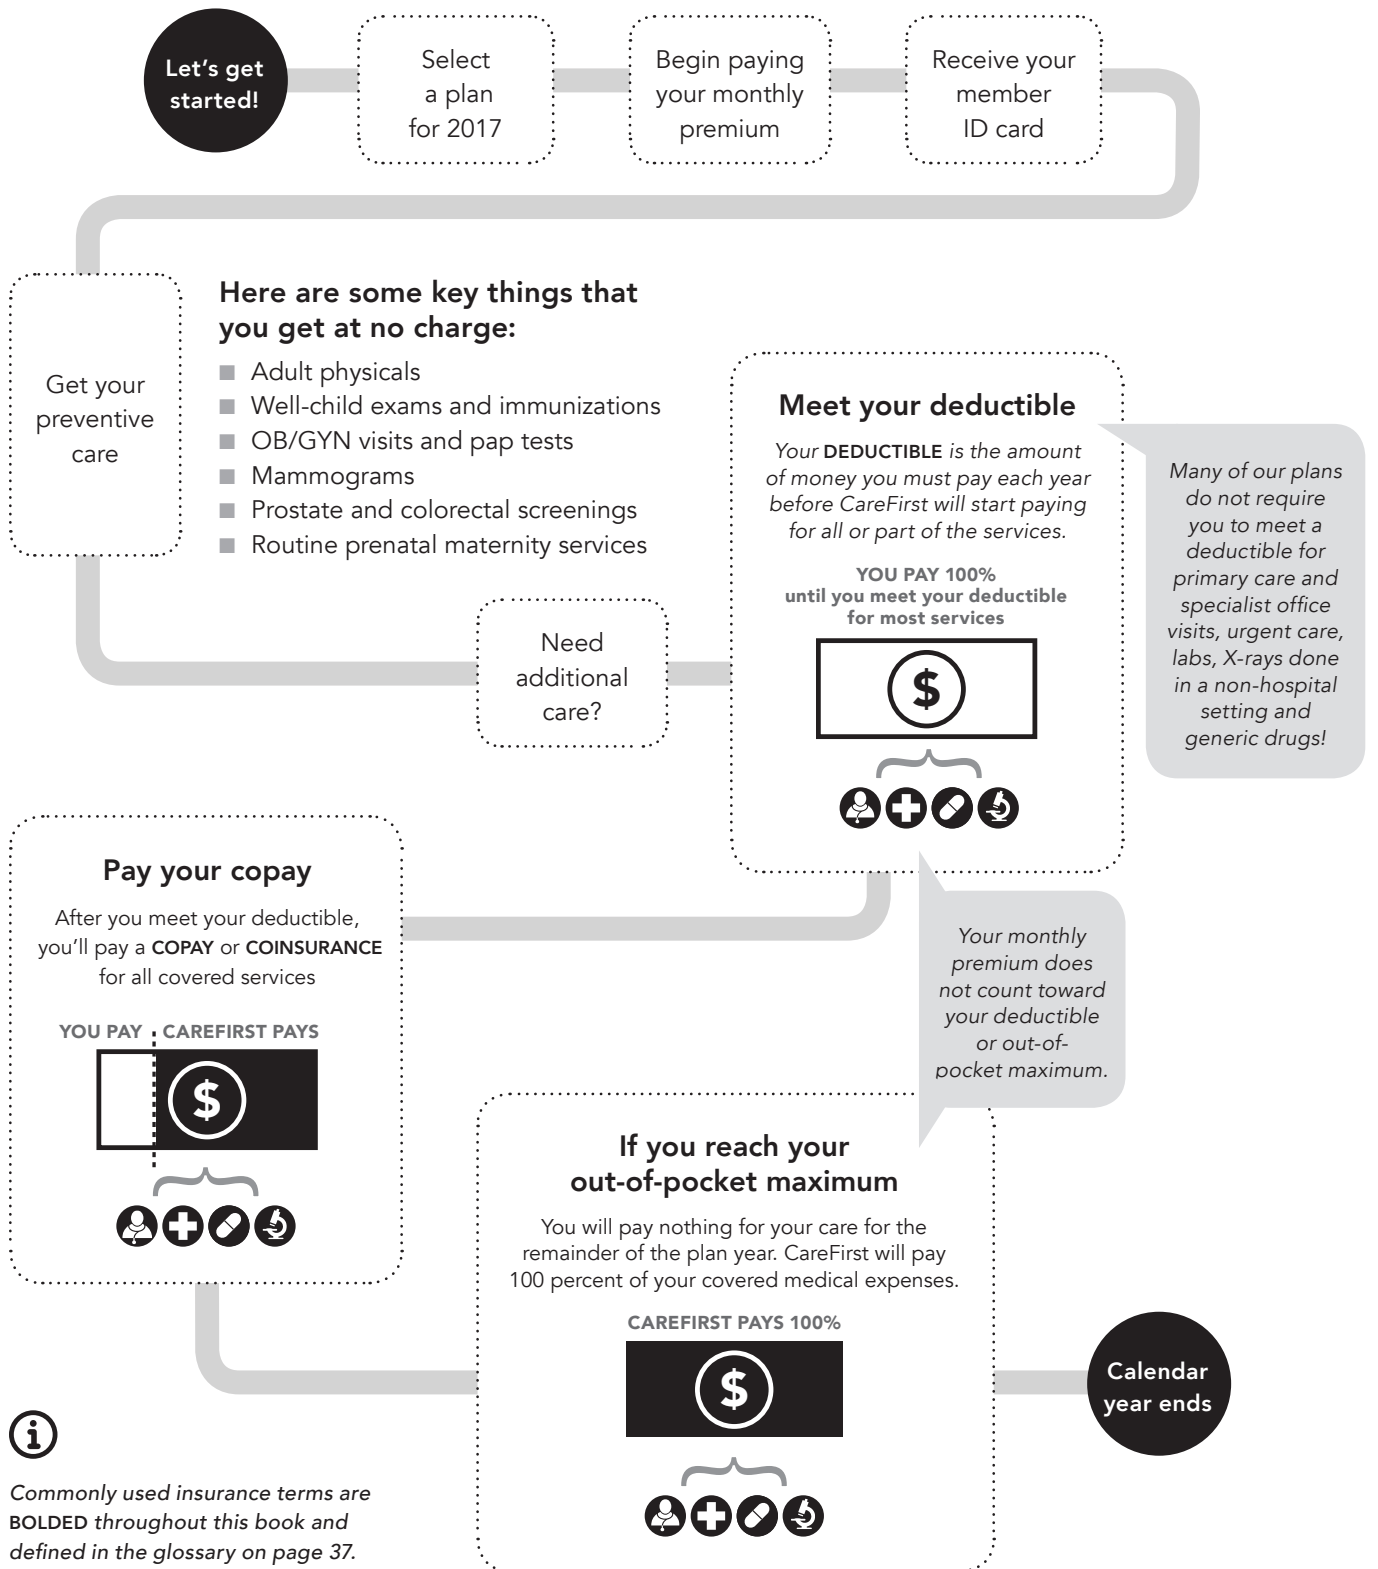 Let's get
started!
Select
a plan
for 2017
Begin paying
your monthly
premium
Receive your
member
ID card
Get your
preventive
care
Here are some key things that
you get at no charge:
Adult physicals
Well-child exams and immunizations
OB/GYN visits and pap tests
Mammograms
Prostate and colorectal screenings
Routine prenatal maternity services
Need
additional
care?
Meet your deductible
Your DEDUCTIBLE is the amount
of money you must pay each year
before CareFirst will start paying
for all or part of the services.
YOU PAY 100%
until you meet your deductible
for most services
$
Many of our plans
do not require
you to meet a
deductible for
primary care and
specialist office
visits, urgent care,
labs, X-rays done
in a non-hospital
setting and
generic drugs!
Pay your copay
After you meet your deductible,
you'll pay a COPAY or COINSURANCE
for all covered services
YOU PAY CAREFIRST PAYS
$
Your monthly
premium does
not count toward
your deductible
or out-of-
pocket maximum.
If you reach your
out-of-pocket maximum
You will pay nothing for your care for the
remainder of the plan year. CareFirst will pay
100 percent of your covered medical expenses.
CAREFIRST PAYS 100%
$
Calendar
year ends
i
Commonly used insurance terms are
BOLDED throughout this book and
defined in the glossary on page 37.